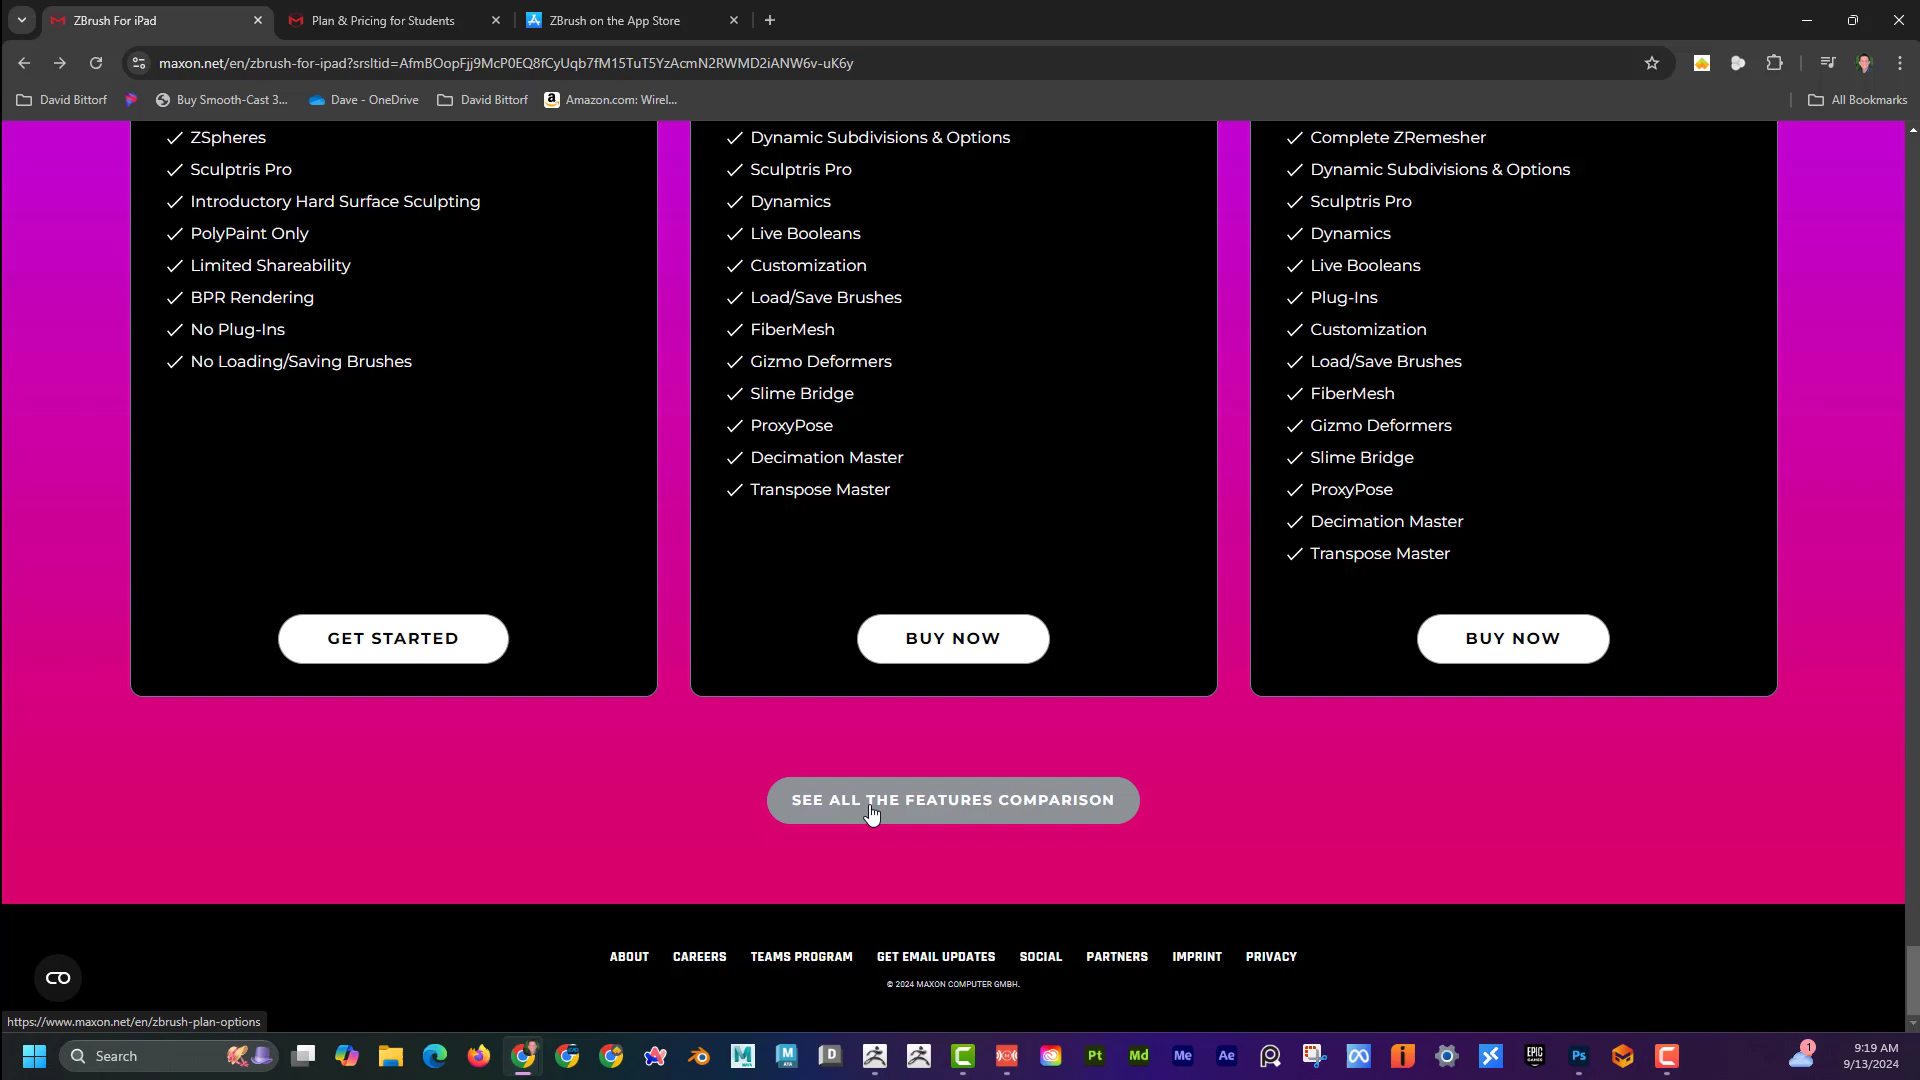 ZBrush For iPad
Plan & Pricing for Students
ZBrush on the App Store
maxon.net/en/zbrush-for-ipad?srsltid=AfmBOopFjj9McP0EQ8fCyUqb7fM15TuT5YzAcmN2RWMD2iANW6v-uK6y
David Bittorf
Buy Smooth-Cast 3...
Dave - OneDrive
David Bittorf
Amazon.com: Wirel...
All Bookmarks
ZSpheres
Sculptris Pro
Introductory Hard Surface Sculpting
PolyPaint Only
Limited Shareability
BPR Rendering
No Plug-Ins
No Loading/Saving Brushes
GET STARTED
Dynamic Subdivisions & Options
Sculptris Pro
Dynamics
Live Booleans
Customization
Load/Save Brushes
FiberMesh
Gizmo Deformers
Slime Bridge
ProxyPose
Decimation Master
Transpose Master
BUY NOW
Complete ZRemesher
Dynamic Subdivisions & Options
Sculptris Pro
Dynamics
Live Booleans
Plug-Ins
Customization
Load/Save Brushes
FiberMesh
Gizmo Deformers
Slime Bridge
ProxyPose
Decimation Master
Transpose Master
BUY NOW
SEE ALL THE FEATURES COMPARISON
ABOUT CAREERS TEAMS PROGRAM GET EMAIL UPDATES SOCIAL PARTNERS IMPRINT PRIVACY
© 2024 MAXON COMPUTER GMBH.
https://www.maxon.net/en/zbrush-plan-options
Search
Pt
Md
Me
Ae
Ps
1
9:19 AM
9/13/2024